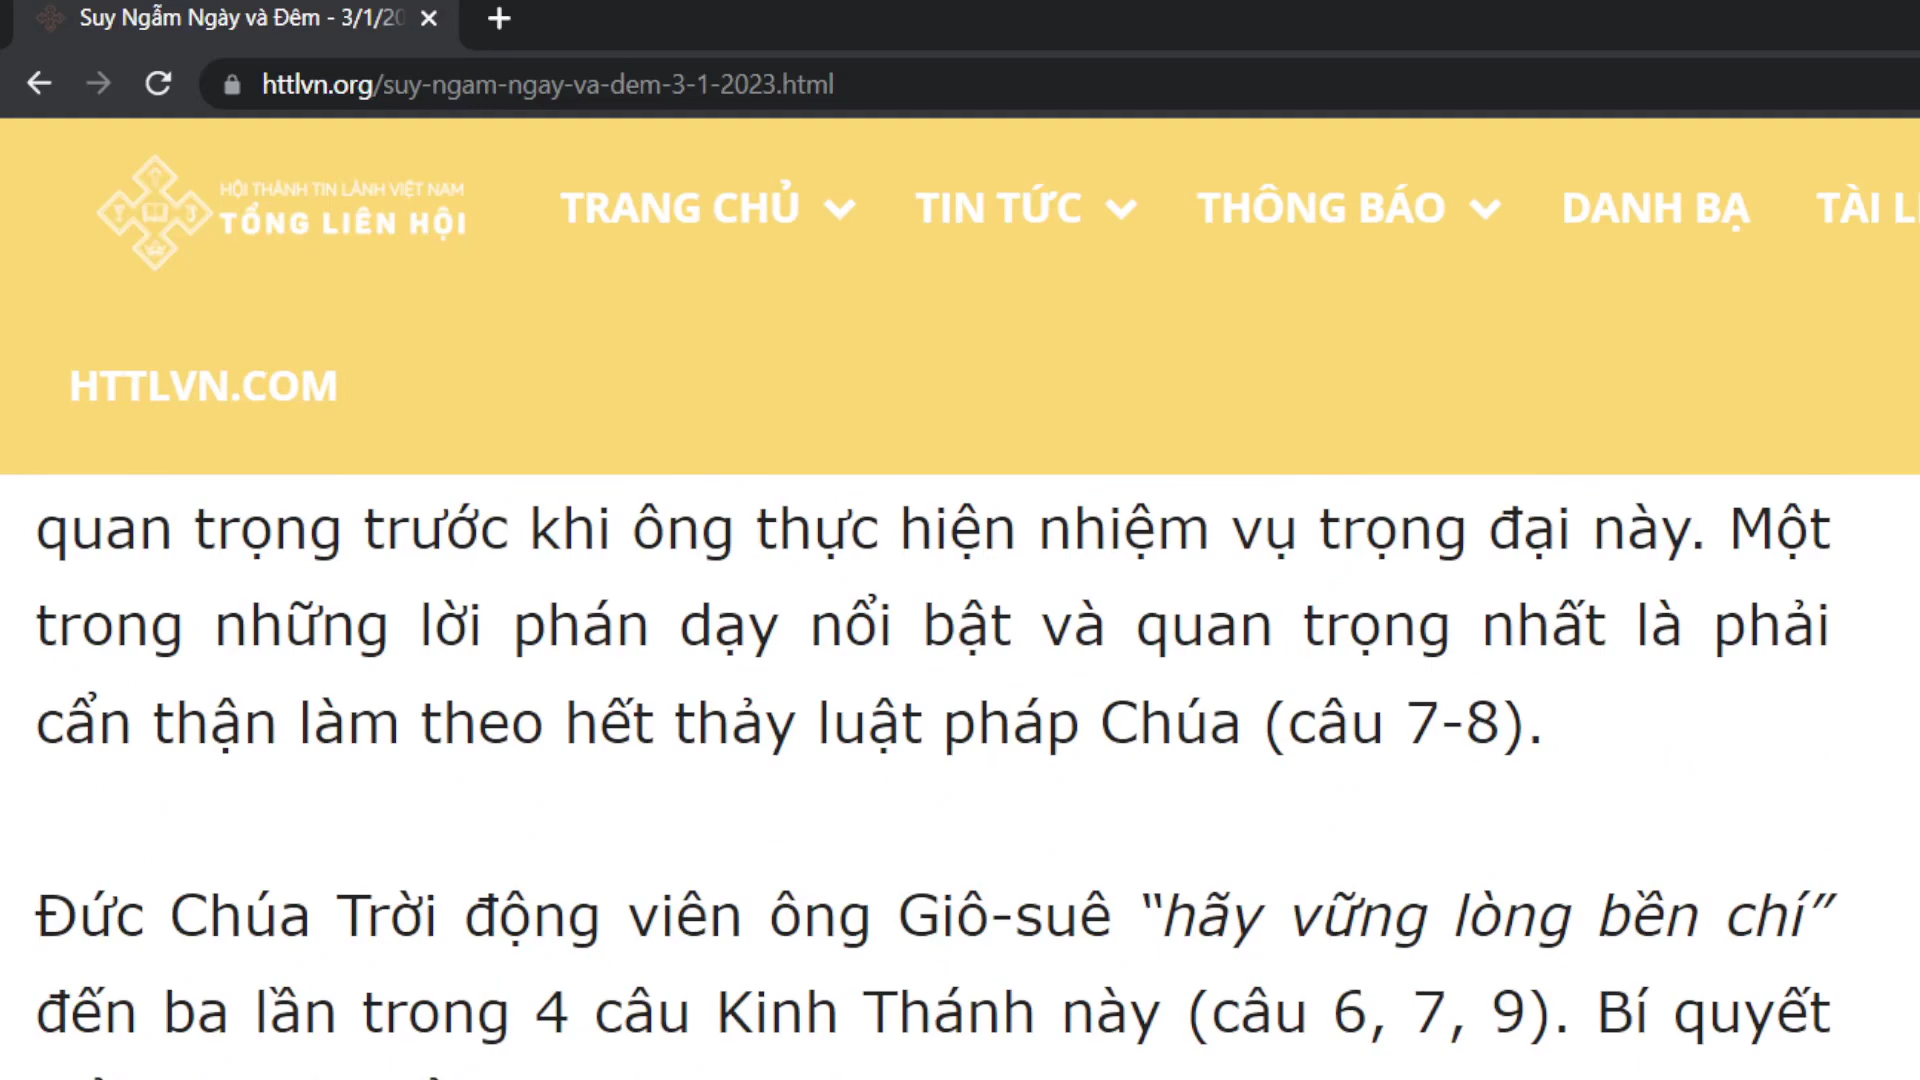 Suy Ngẫm Ngày và Đêm - 3/1/20
httlvn.org/suy-ngam-ngay-va-dem-3-1-2023.html
HỘI THÁNH TIN LÀNH VIỆT NAM
TỔNG LIÊN HỘI
TRANG CHỦ TIN TỨC THÔNG BÁO DANH BẠ TÀI L
HTTLVN.COM
quan trọng trước khi ông thực hiện nhiệm vụ trọng đại này. Một
trong những lời phán dạy nổi bật và quan trọng nhất là phải
cẩn thận làm theo hết thảy luật pháp Chúa (câu 7-8).
Đức Chúa Trời động viên ông Giô-suê “hãy vững lòng bền chí”
đến ba lần trong 4 câu Kinh Thánh này (câu 6, 7, 9). Bí quyết